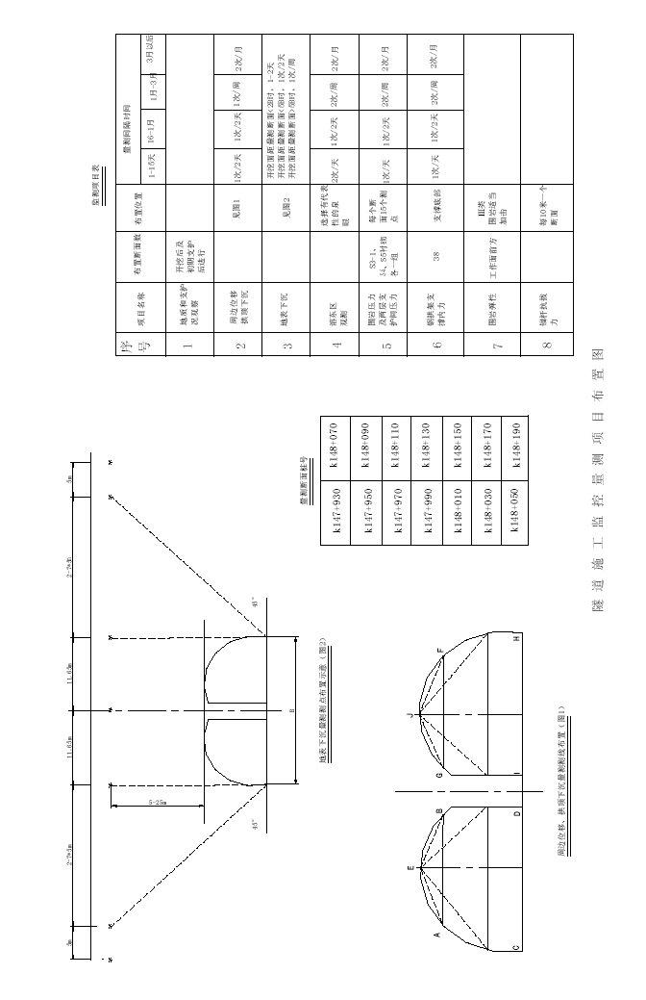 监测项目表
序号 项目名称 布置断面数 布置位置 量测间隔时间
1-15天 16-1月 1月-3月 3月以后
1 地质和支护状况观察 开挖后及初期支护后进行
2 周边位移拱顶下沉 见图1 1次/2天 1次/2天 1次/周 2次/月
3 地表下沉 见图2
开挖面距量测断面<2B时, 1-2天
开挖面距量测断面<5B时, 1次/2天
开挖面距量测断面>5B时, 1次/周
4 观测 选择有代表性的泉眼 2次/天 1次/2天 2次/周 2次/月
5 围岩压力及两层支护间压力 S3-1、S4、S5衬砌各一组 每个断面15个测点 1次/天 1次/2天 2次/周 2次/月
6 钢拱架支撑内力 38 支撑底部 1次/天 1次/2天 2次/周 2次/月
7 围岩弹性 工作面前方 围岩适当加击
8 锚杆抗拔力 每10米一个断面
5m
2-7*5m
11.65m
11.65m
2-7*5m
5m
5-25m
45°
45°
B
地表下沉量测测点布置示意(图2)
量测断面桩号
k147+930 k148+070
k147+950 k148+090
k147+970 k148+110
k147+990 k148+130
k148+010 k148+150
k148+030 k148+170
k148+050 k148+190
E
A
B
C
D
J
G
F
I
H
周边位移、拱顶下沉量测测线布置(图1)
隧道施工监控量测项目布置图